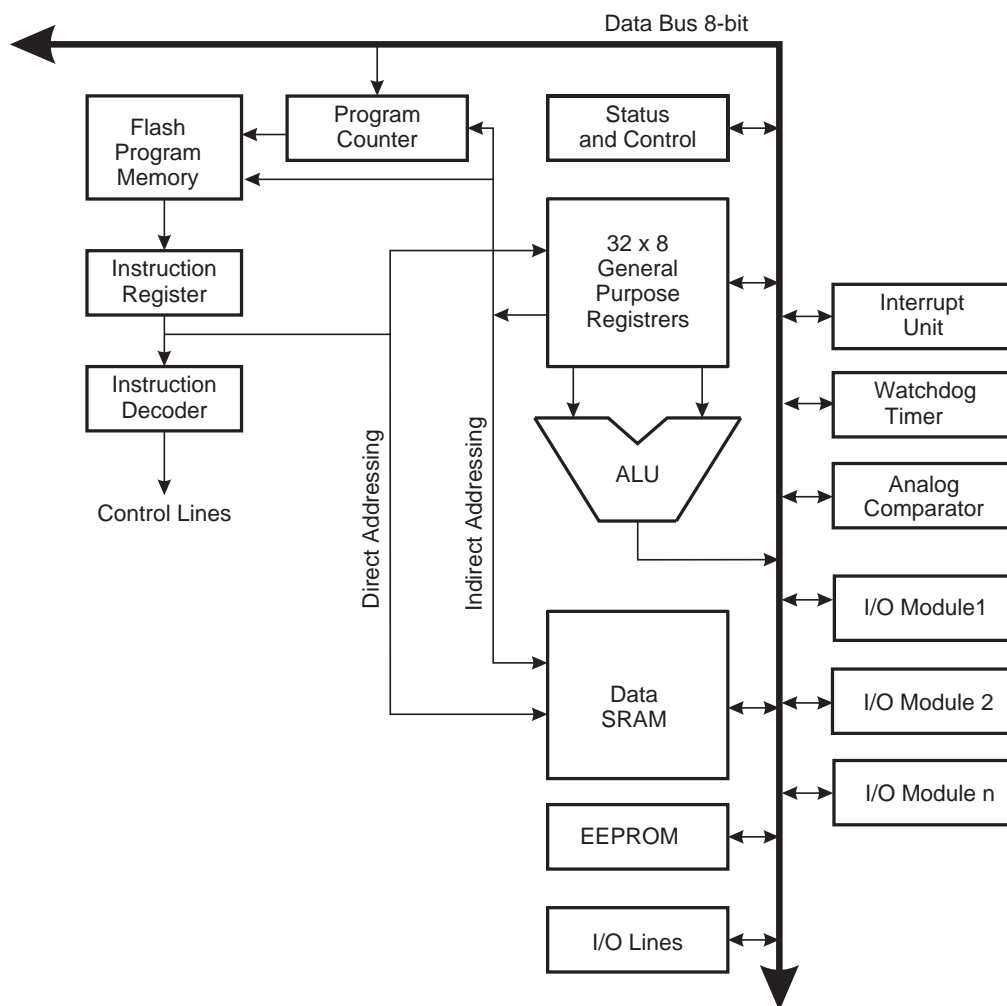 Data Bus 8-bit
Flash
Program
Memory
Program
Counter
Status
and Control
32 x 8
General
Purpose
Registrers
Instruction
Register
Instruction
Decoder
Control Lines
Direct Addressing
Indirect Addressing
ALU
Interrupt
Unit
Watchdog
Timer
Analog
Comparator
I/O Module1
Data
SRAM
I/O Module 2
I/O Module n
EEPROM
I/O Lines